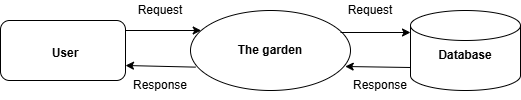 Request
Request
User
The garden
Database
Response
Response